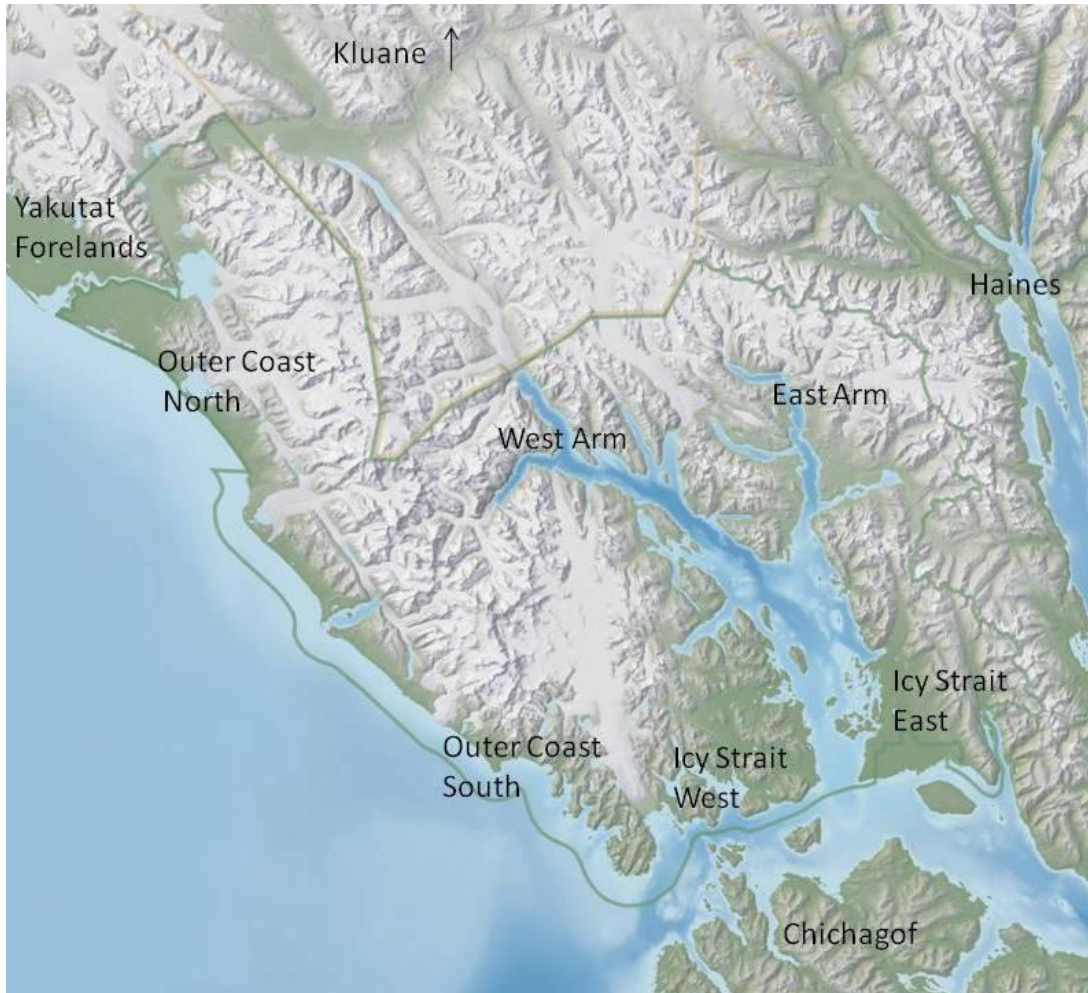 Kluane
Yakutat
Forelands
Haines
Outer Coast
North
East Arm
West Arm
Icy Strait
East
Outer Coast
South
Icy Strait
West
Chichagof